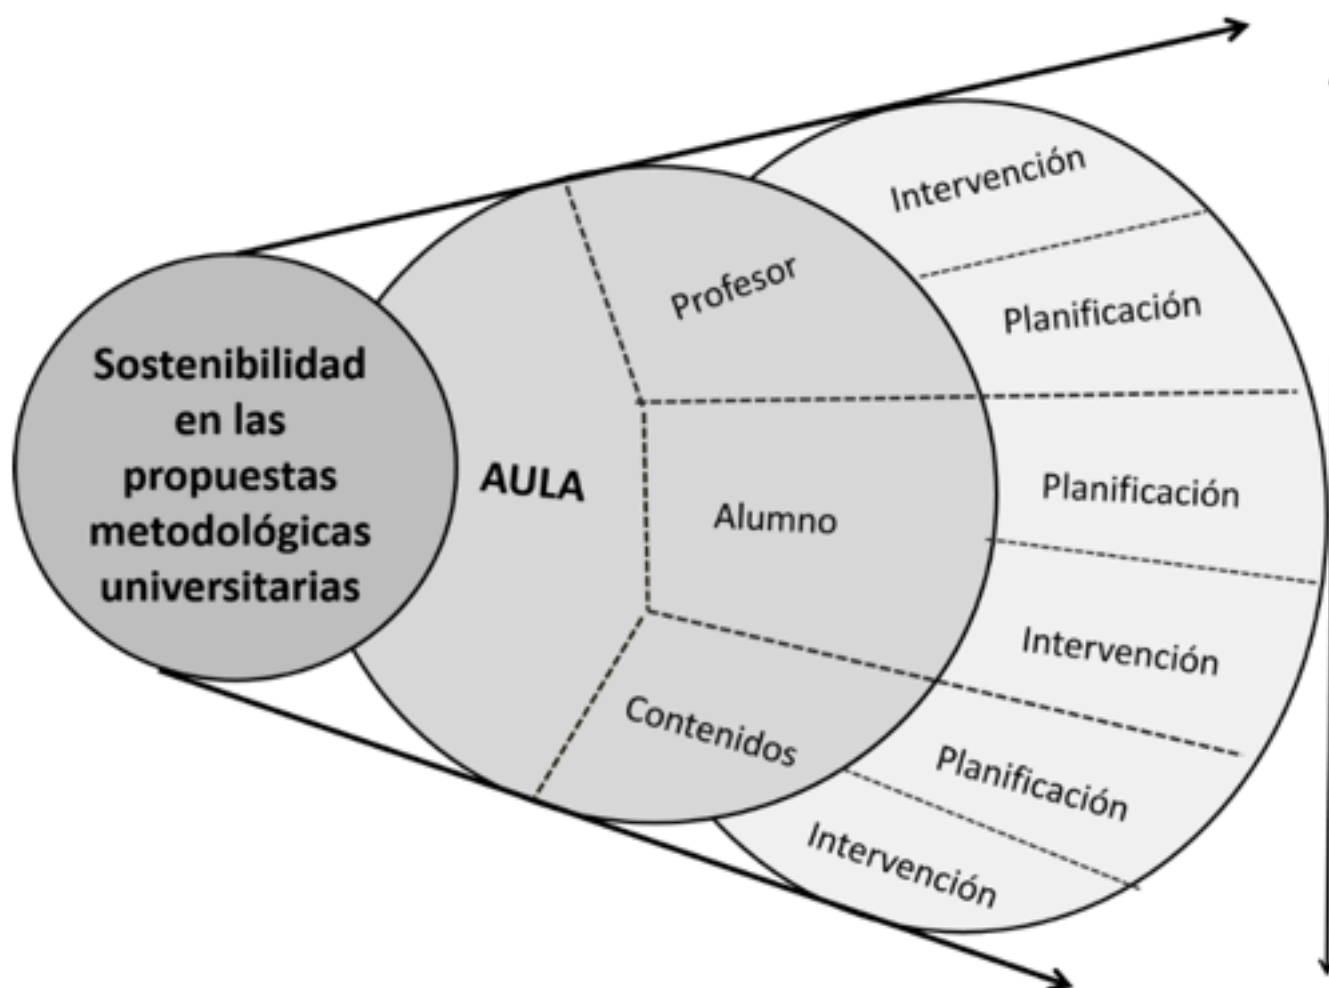 Sostenibilidad
en las
propuestas
metodológicas
universitarias
AULA
Profesor
Alumno
Contenidos
Intervención
Planificación
Planificación
Intervención
Planificación
Intervención